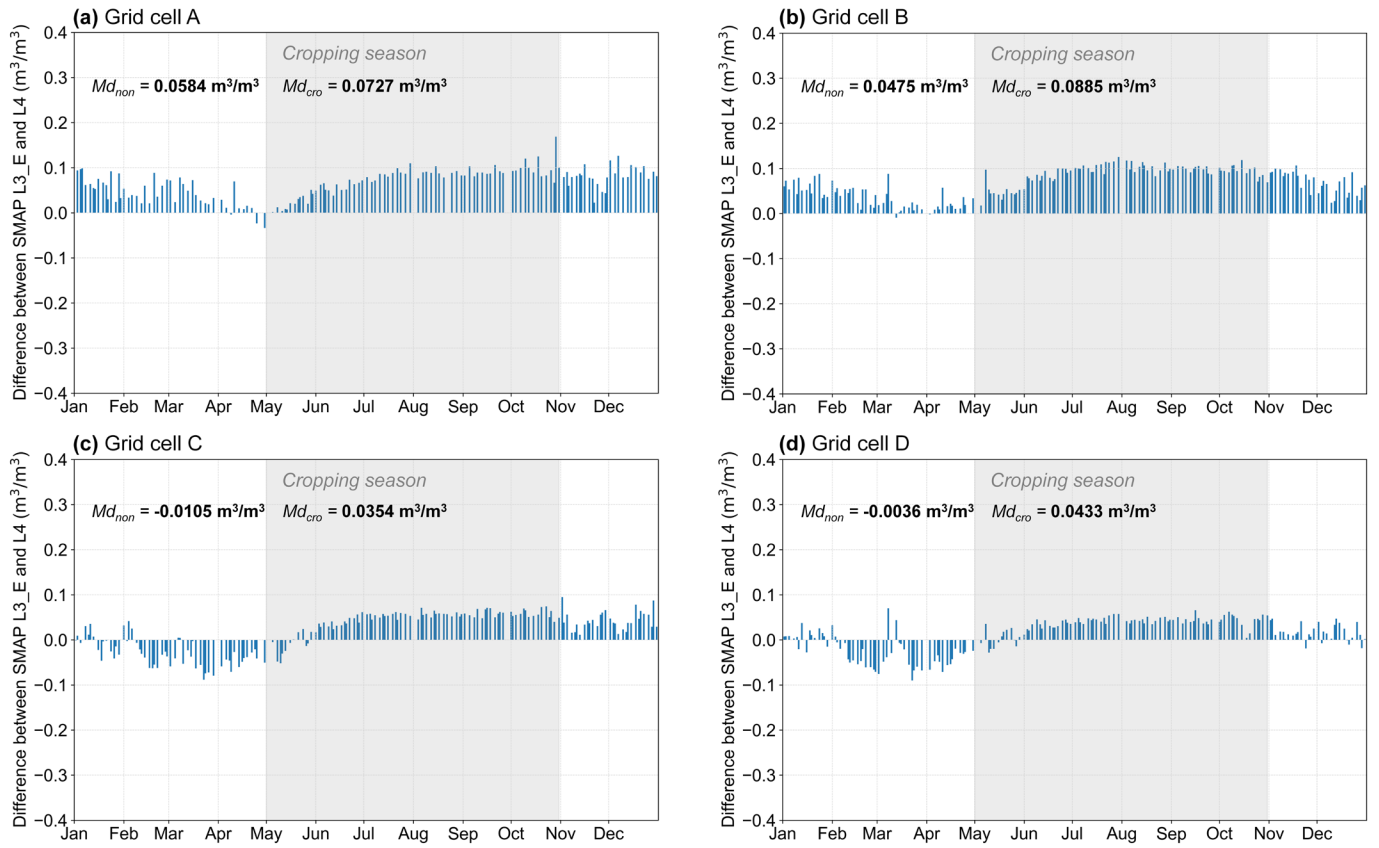 (a) Grid cell A
Difference between SMAP L3_E and L4 (m³/m³)
0.4
0.3
0.2
0.1
0.0
−0.1
−0.2
−0.3
−0.4
Cropping season
Md_non = 0.0584 m³/m³ Md_cro = 0.0727 m³/m³
Jan Feb Mar Apr May Jun Jul Aug Sep Oct Nov Dec
(b) Grid cell B
Difference between SMAP L3_E and L4 (m³/m³)
0.4
0.3
0.2
0.1
0.0
−0.1
−0.2
−0.3
−0.4
Cropping season
Md_non = 0.0475 m³/m³ Md_cro = 0.0885 m³/m³
Jan Feb Mar Apr May Jun Jul Aug Sep Oct Nov Dec
(c) Grid cell C
Difference between SMAP L3_E and L4 (m³/m³)
0.4
0.3
0.2
0.1
0.0
−0.1
−0.2
−0.3
−0.4
Cropping season
Md_non = -0.0105 m³/m³ Md_cro = 0.0354 m³/m³
Jan Feb Mar Apr May Jun Jul Aug Sep Oct Nov Dec
(d) Grid cell D
Difference between SMAP L3_E and L4 (m³/m³)
0.4
0.3
0.2
0.1
0.0
−0.1
−0.2
−0.3
−0.4
Cropping season
Md_non = -0.0036 m³/m³ Md_cro = 0.0433 m³/m³
Jan Feb Mar Apr May Jun Jul Aug Sep Oct Nov Dec